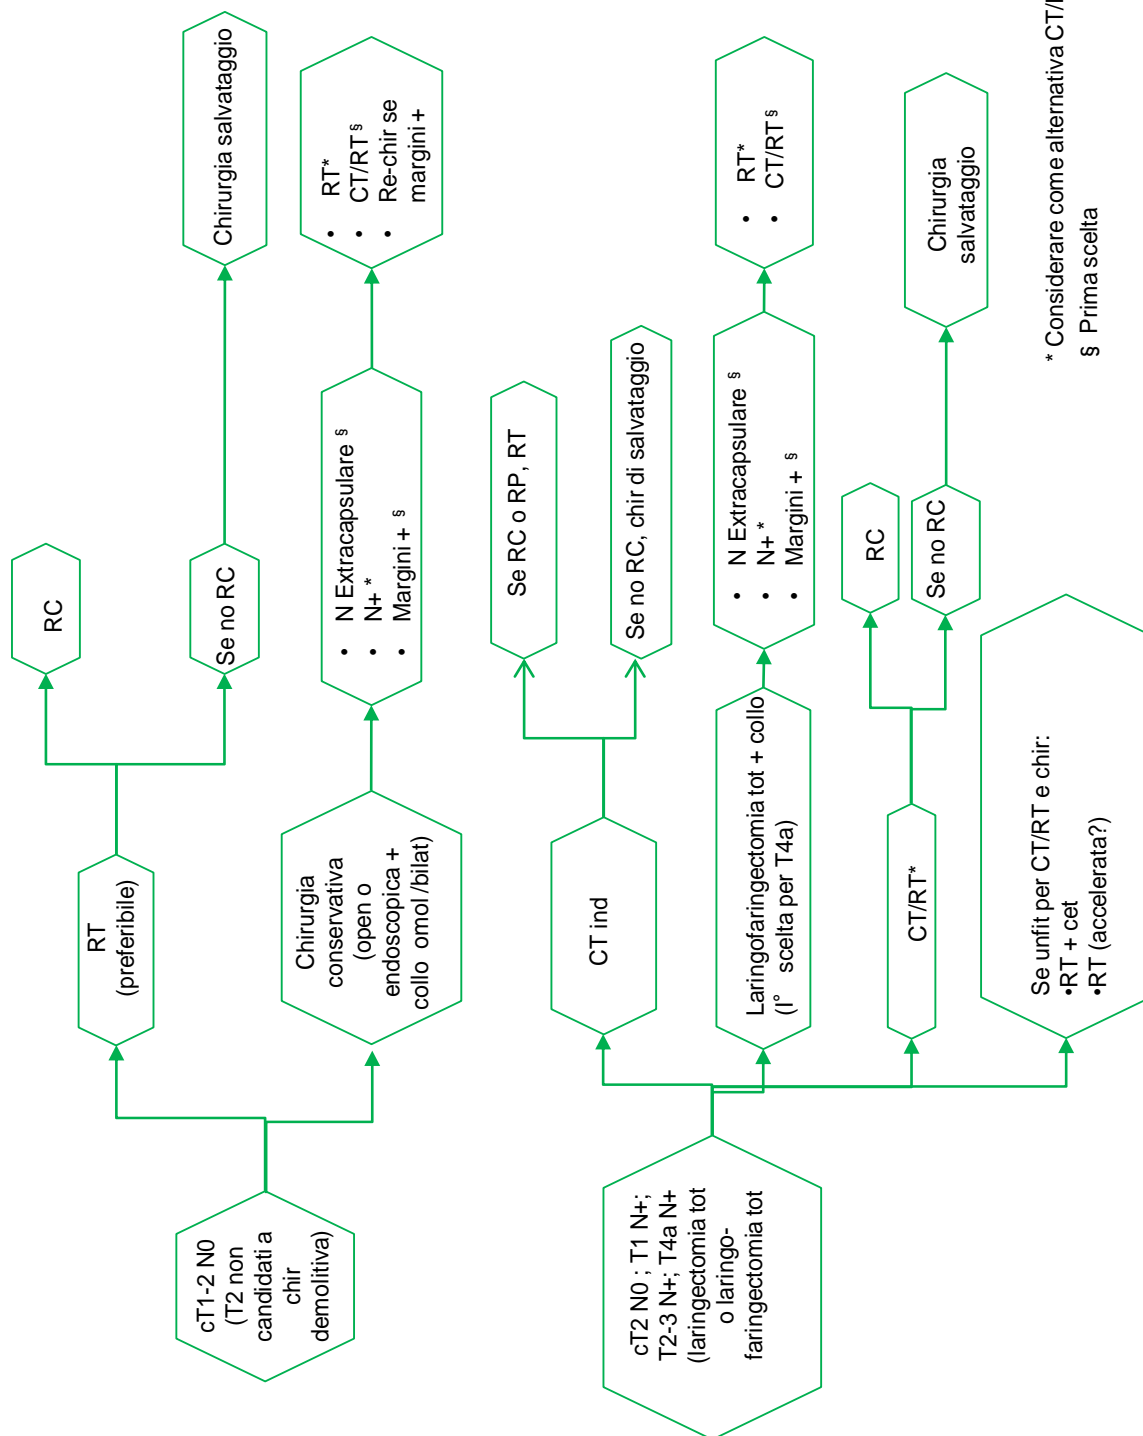 cT1-2 N0
(T2 non
candidati a
chir
demolitiva)
RT
(preferibile)
RC
Se no RC
Chirurgia salvataggio
Chirurgia
conservativa
(open o
endoscopica +
collo omol /bilat)
• N Extracapsulare §
• N+ *
• Margini + §
• RT*
• CT/RT §
• Re-chir se
margini +
cT2 N0 ; T1 N+;
T2-3 N+; T4a N+
(laringectomia tot
o laringo-
faringectomia tot
CT ind
Se RC o RP, RT
Se no RC, chir di salvataggio
Laringofaringectomia tot + collo
(I° scelta per T4a)
• N Extracapsulare §
• N+ *
• Margini + §
• RT*
• CT/RT §
CT/RT*
RC
Se no RC
Chirurgia
salvataggio
Se unfit per CT/RT e chir:
•RT + cet
•RT (accelerata?)
* Considerare come alternativa CT/
§ Prima scelta